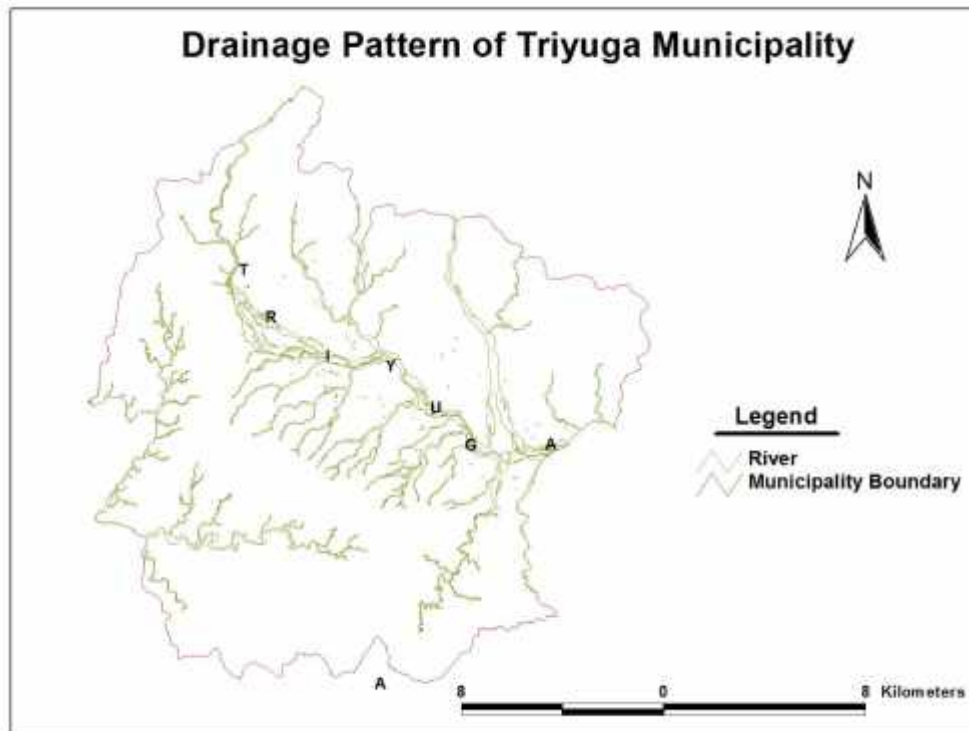 Drainage Pattern of Triyuga Municipality
N
T
R
I
Y
U
G
A
Legend
River
Municipality Boundary
A
8 0 8 Kilometers